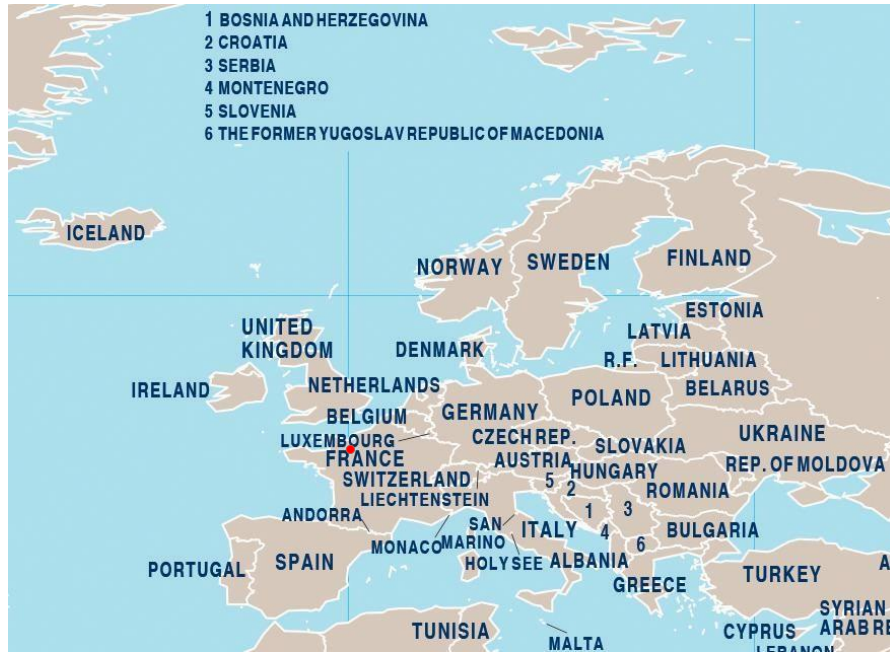 1 BOSNIA AND HERZEGOVINA
2 CROATIA
3 SERBIA
4 MONTENEGRO
5 SLOVENIA
6 THE FORMER YUGOSLAV REPUBLIC OF MACEDONIA
ICELAND
NORWAY
SWEDEN
FINLAND
ESTONIA
UNITED
KINGDOM
LATVIA
DENMARK
R.F.
LITHUANIA
IRELAND
NETHERLANDS
BELARUS
POLAND
BELGIUM
GERMANY
LUXEMBOURG
CZECH REP.
SLOVAKIA
UKRAINE
FRANCE
AUSTRIA
HUNGARY
REP. OF MOLDOVA
SWITZERLAND
5
2
ROMANIA
LIECHTENSTEIN
ANDORRA
1
3
SAN
MARINO
ITALY
4
BULGARIA
MONACO
6
HOLY SEE
ALBANIA
PORTUGAL
SPAIN
GREECE
TURKEY
A
SYRIAN
ARAB RE
TUNISIA
MALTA
CYPRUS
LEBANON